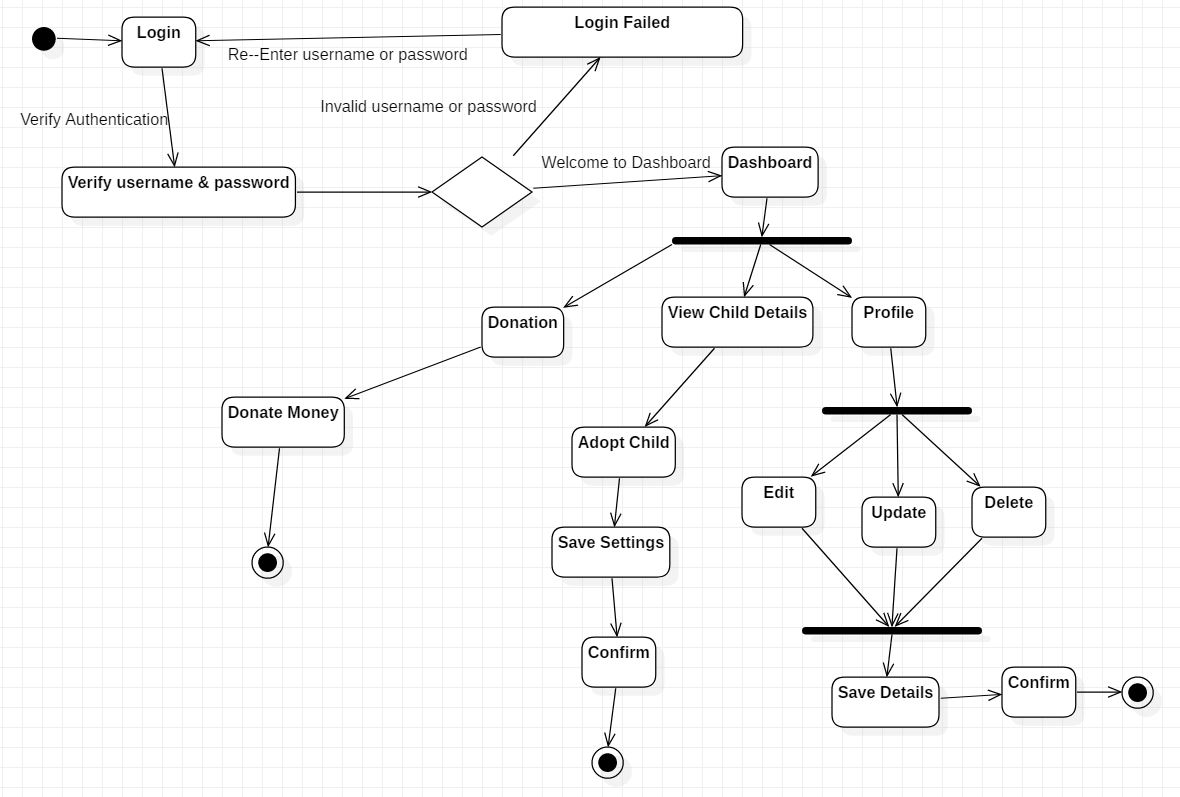 Login
Login Failed
Re--Enter username or password
Invalid username or password
Verify Authentication
Welcome to Dashboard
Dashboard
Verify username & password
Donation
View Child Details
Profile
Donate Money
Adopt Child
Edit
Update
Delete
Save Settings
Confirm
Save Details
Confirm